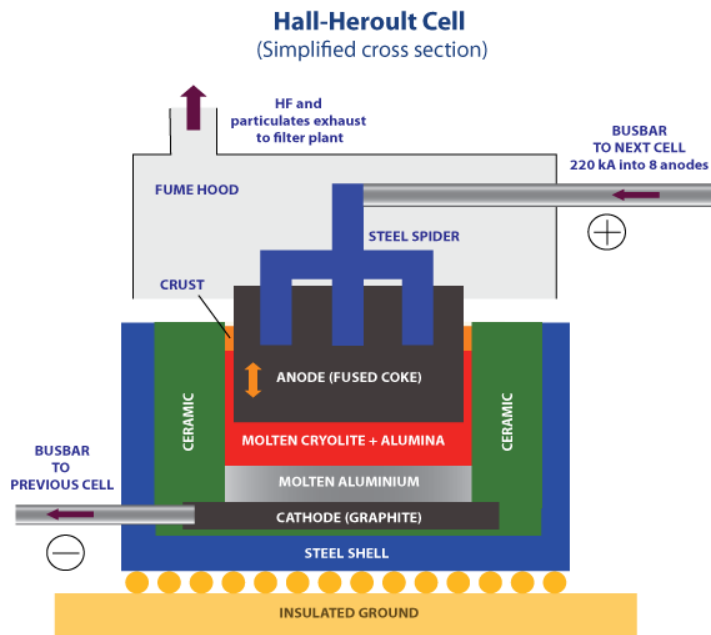 Hall-Heroult Cell
(Simplified cross section)
HF and
particulates exhaust
to filter plant
BUSBAR
TO NEXT CELL
220 kA into 8 anodes
FUME HOOD
+
STEEL SPIDER
CRUST
ANODE (FUSED COKE)
CERAMIC
CERAMIC
MOLTEN CRYOLITE + ALUMINA
BUSBAR
TO
PREVIOUS CELL
MOLTEN ALUMINIUM
CATHODE (GRAPHITE)
−
STEEL SHELL
INSULATED GROUND